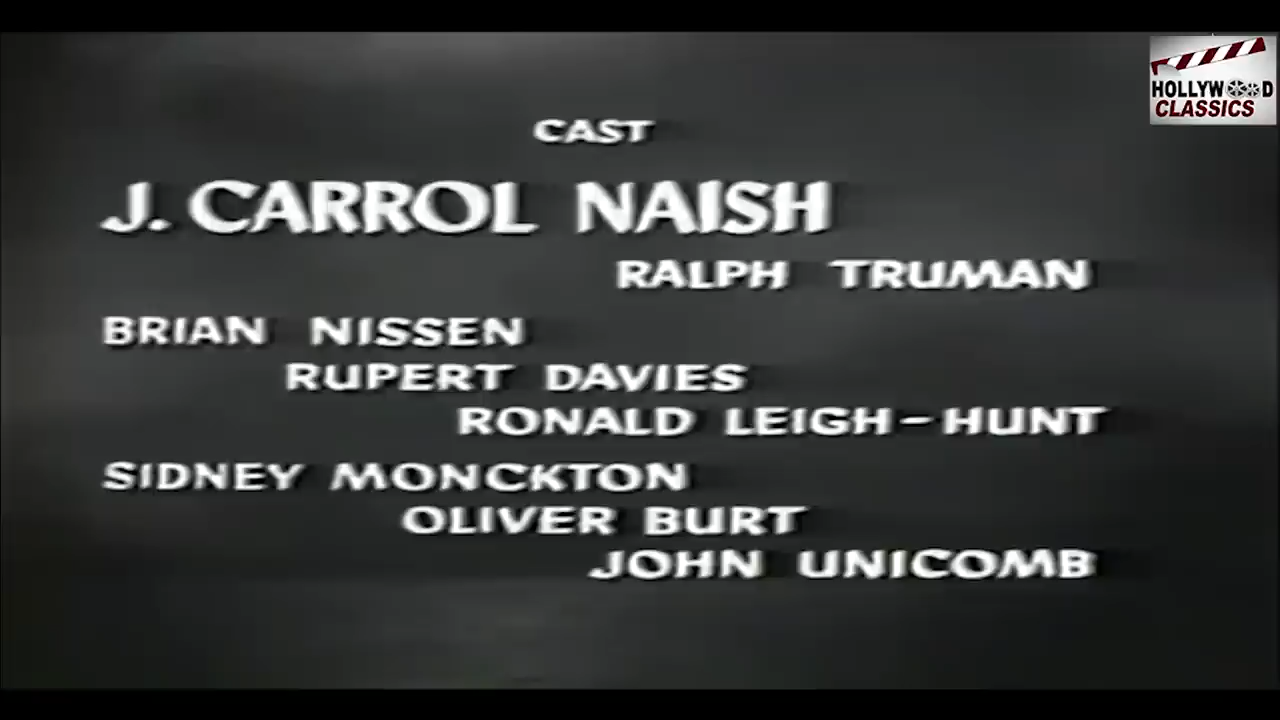 HOLLYWOOD
CLASSICS
CAST
J. CARROL NAISH
RALPH TRUMAN
BRIAN NISSEN
RUPERT DAVIES
RONALD LEIGH-HUNT
SIDNEY MONCKTON
OLIVER BURT
JOHN UNICOMB